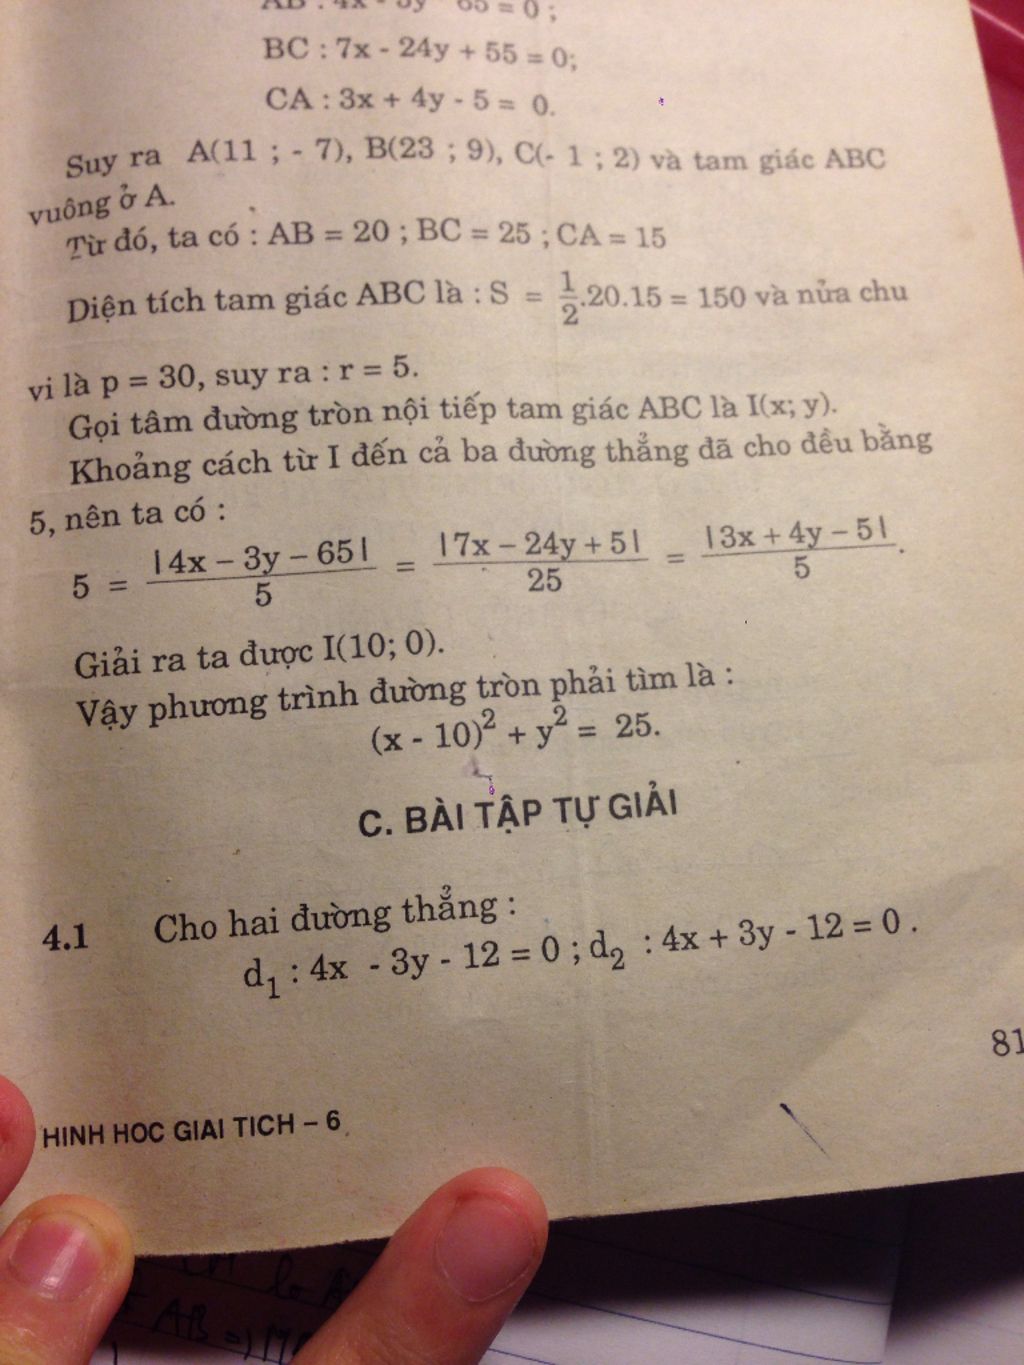 AB : 4x - 3y - 65 = 0 ;
BC : 7x - 24y + 55 = 0;
CA : 3x + 4y - 5 = 0.
Suy ra A(11 ; - 7), B(23 ; 9), C(- 1 ; 2) và tam giác ABC
vuông ở A.
Từ đó, ta có : AB = 20 ; BC = 25 ; CA = 15
Diện tích tam giác ABC là : S = 1/2.20.15 = 150 và nửa chu
vi là p = 30, suy ra : r = 5.
Gọi tâm đường tròn nội tiếp tam giác ABC là I(x; y).
Khoảng cách từ I đến cả ba đường thẳng đã cho đều bằng
5, nên ta có :
5 = |4x – 3y – 65|/5 = |7x – 24y + 5|/25 = |3x + 4y – 5|/5.
Giải ra ta được I(10; 0).
Vậy phương trình đường tròn phải tìm là :
(x - 10)² + y² = 25.
C. BÀI TẬP TỰ GIẢI
4.1 Cho hai đường thẳng :
d₁ : 4x - 3y - 12 = 0 ; d₂ : 4x + 3y - 12 = 0 .
81
HINH HOC GIAI TICH – 6
AB =)